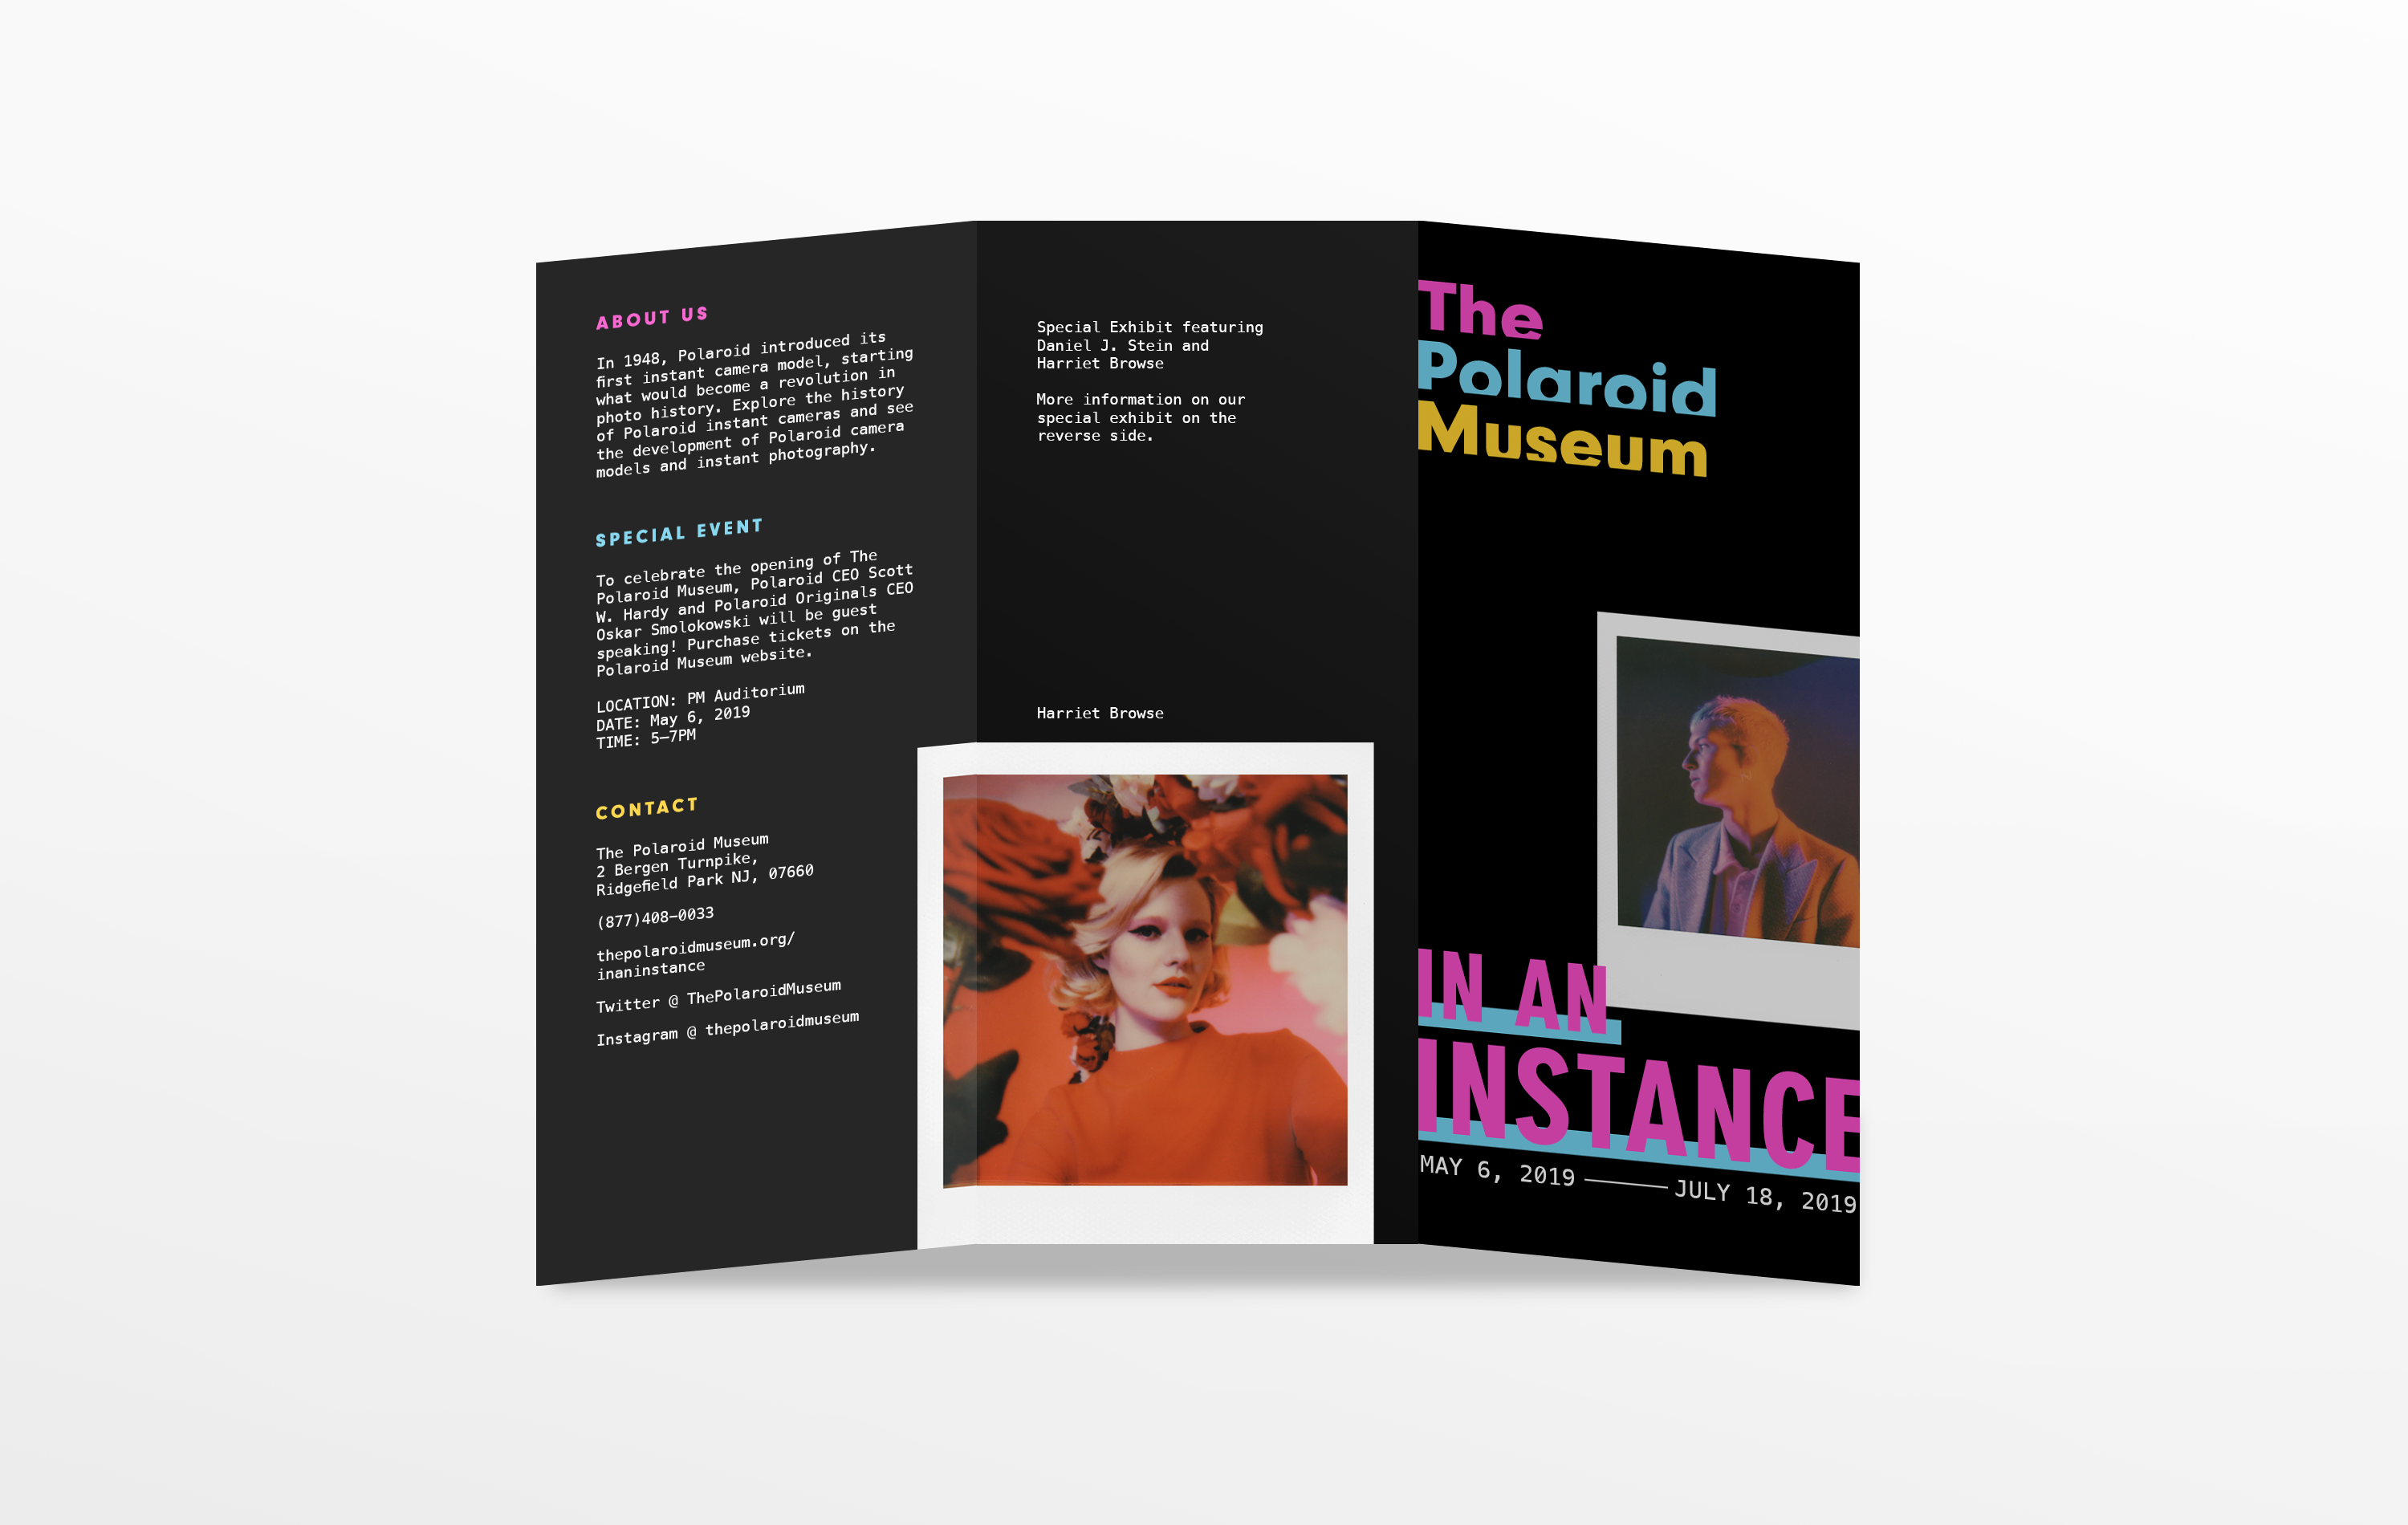 ABOUT US
In 1948, Polaroid introduced its
first instant camera model, starting
what would become a revolution in
photo history. Explore the history
of Polaroid instant cameras and see
the development of Polaroid camera
models and instant photography.
SPECIAL EVENT
To celebrate the opening of The
Polaroid Museum, Polaroid CEO Scott
W. Hardy and Polaroid Originals CEO
Oskar Smolokowski will be guest
speaking! Purchase tickets on the
Polaroid Museum website.
LOCATION: PM Auditorium
DATE: May 6, 2019
TIME: 5–7PM
CONTACT
The Polaroid Museum
2 Bergen Turnpike,
Ridgefield Park NJ, 07660
(877)408–0033
thepolaroidmuseum.org/
inaninstance
Twitter @ ThePolaroidMuseum
Instagram @ thepolaroidmuseum
Special Exhibit featuring
Daniel J. Stein and
Harriet Browse
More information on our
special exhibit on the
reverse side.
Harriet Browse
The
Polaroid
Museum
IN AN
INSTANCE
MAY 6, 2019 — JULY 18, 2019